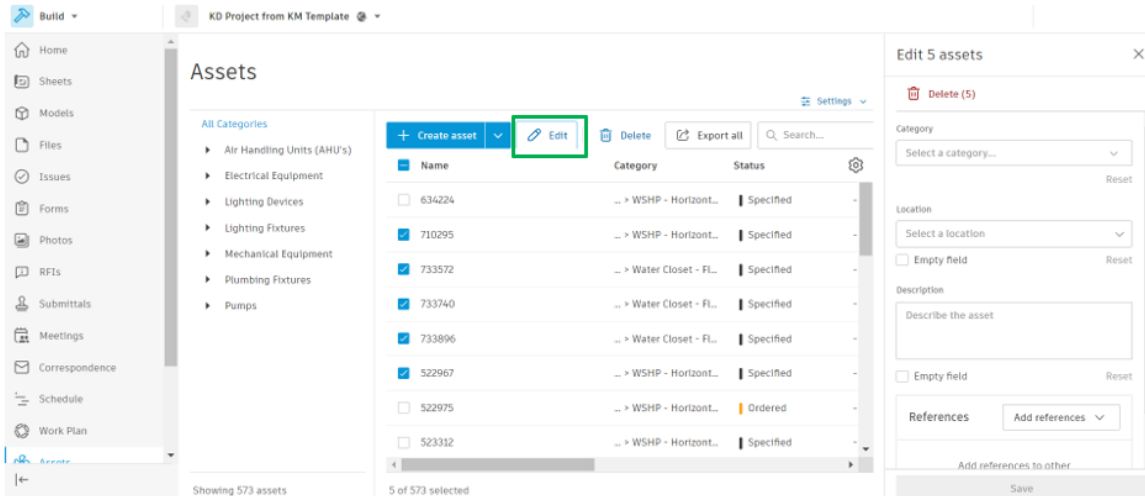 Build
KD Project from KM Template
Home
Sheets
Models
Files
Issues
Forms
Photos
RFIs
Submittals
Meetings
Correspondence
Schedule
Work Plan
Assets
Assets
Settings
All Categories
Air Handling Units (AHU's)
Electrical Equipment
Lighting Devices
Lighting Fixtures
Mechanical Equipment
Plumbing Fixtures
Pumps
Showing 573 assets
+ Create asset Edit Delete Export all Search...
Name Category Status
634224 ... > WSHP - Horizont... Specified -
710295 ... > WSHP - Horizont... Specified -
733572 ... > Water Closet - Fl... Specified -
733740 ... > Water Closet - Fl... Specified -
733896 ... > Water Closet - Fl... Specified -
522967 ... > WSHP - Horizont... Specified -
522975 ... > WSHP - Horizont... Ordered -
523312 ... > WSHP - Horizont... Specified -
5 of 573 selected
Edit 5 assets
Delete (5)
Category
Select a category...
Reset
Location
Select a location
Empty field Reset
Description
Describe the asset
Empty field Reset
References Add references
Add references to other
Save